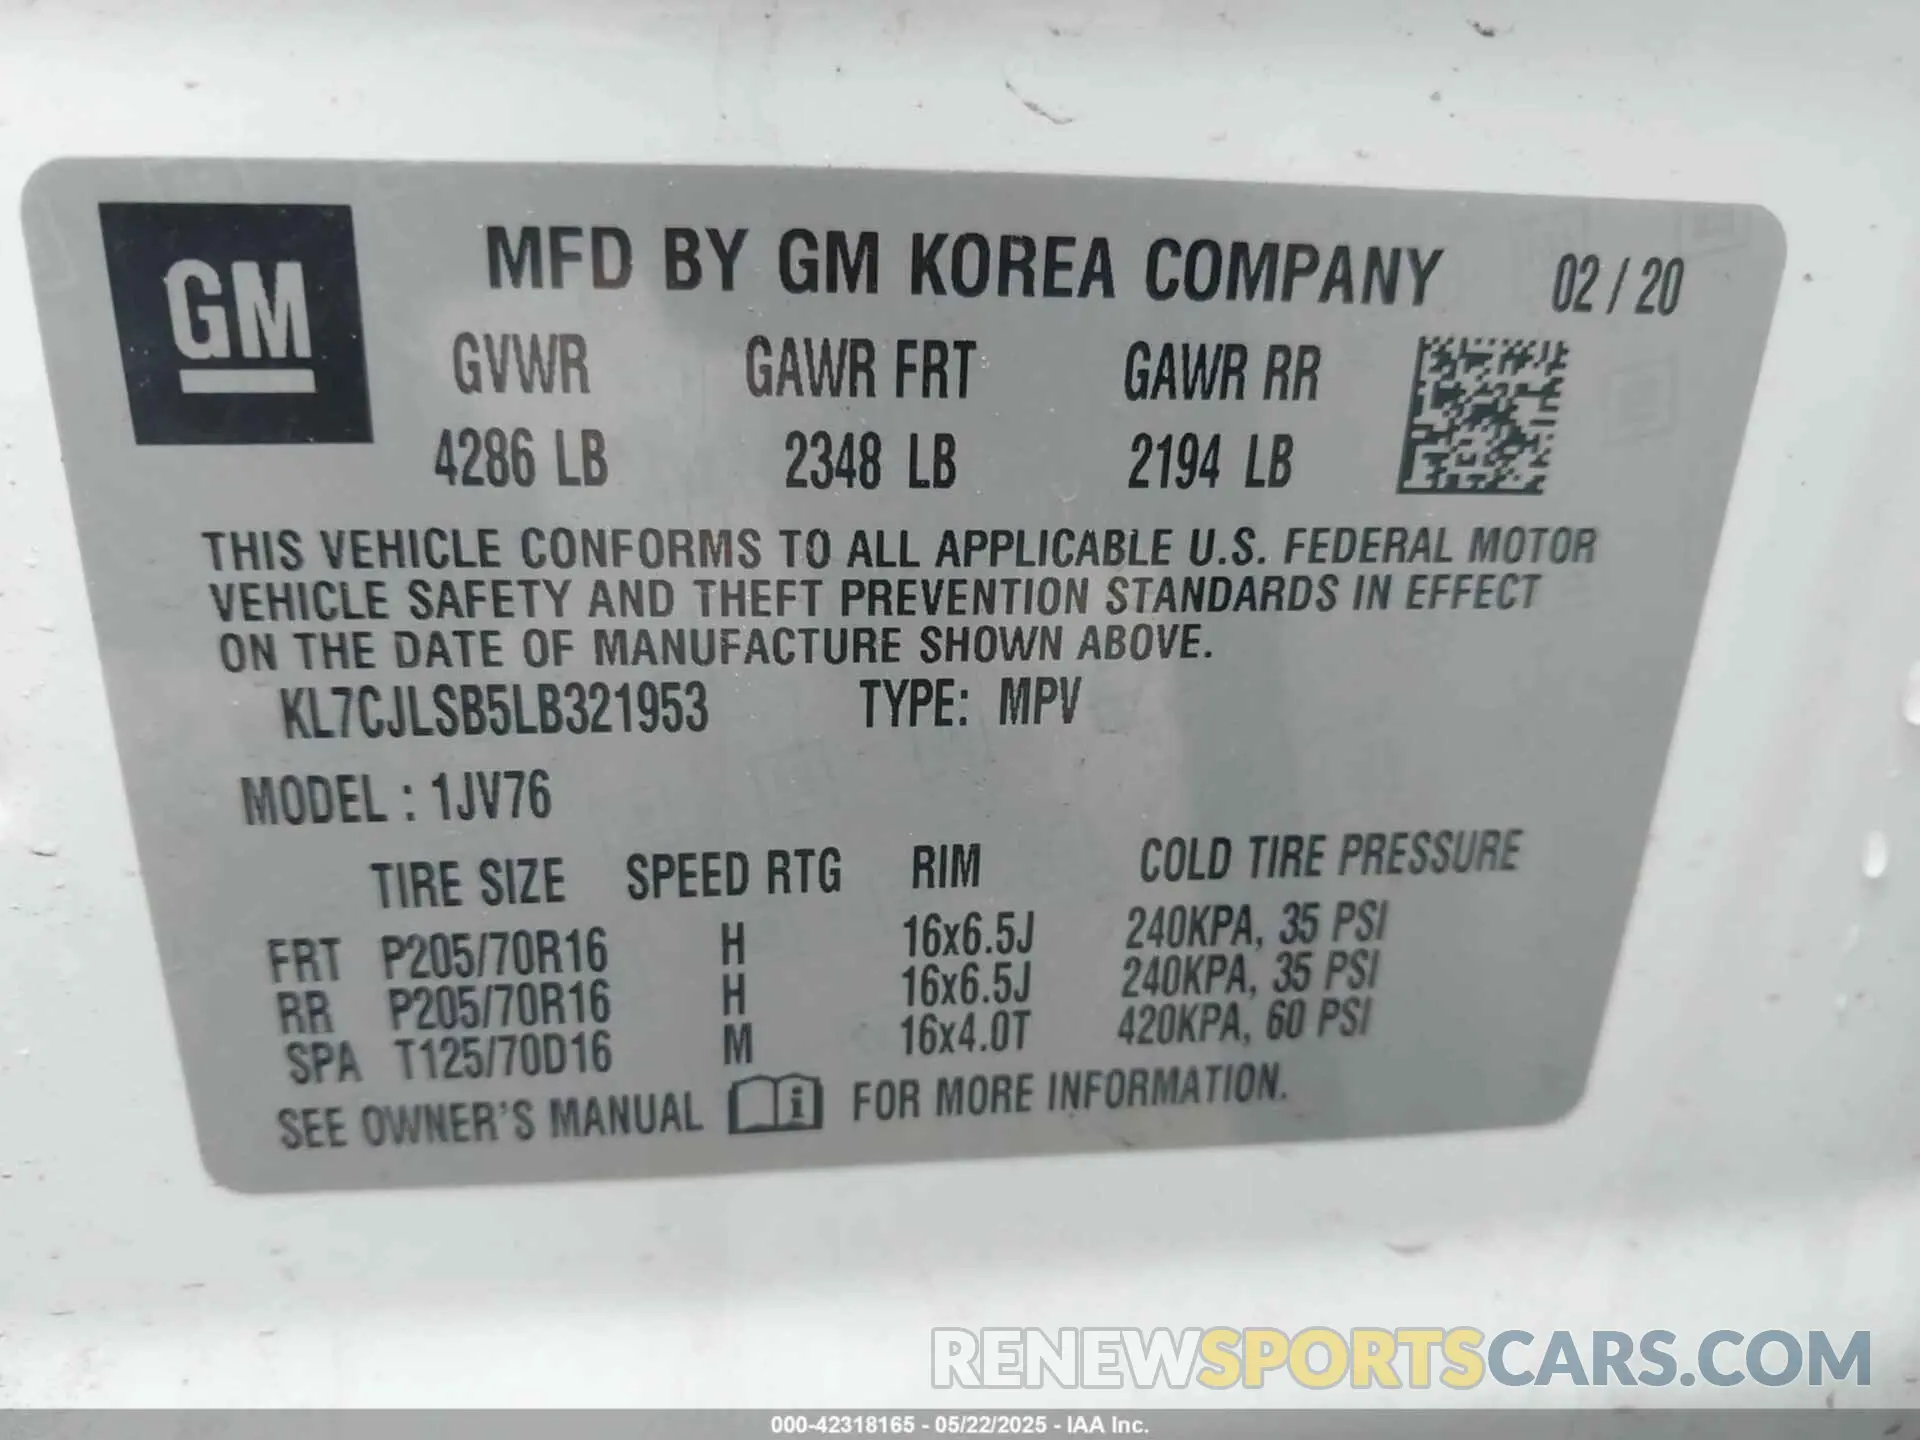 GM
MFD BY GM KOREA COMPANY 02 / 20
GVWR GAWR FRT GAWR RR
4286 LB 2348 LB 2194 LB
THIS VEHICLE CONFORMS TO ALL APPLICABLE U.S. FEDERAL MOTOR
VEHICLE SAFETY AND THEFT PREVENTION STANDARDS IN EFFECT
ON THE DATE OF MANUFACTURE SHOWN ABOVE.
KL7CJLSB5LB321953 TYPE: MPV
MODEL : 1JV76
TIRE SIZE SPEED RTG RIM COLD TIRE PRESSURE
FRT P205/70R16 H 16x6.5J 240KPA, 35 PSI
RR P205/70R16 H 16x6.5J 240KPA, 35 PSI
SPA T125/70D16 M 16x4.0T 420KPA, 60 PSI
SEE OWNER'S MANUAL i FOR MORE INFORMATION.
RENEWSPORTSCARS.COM
000-42318165 - 05/22/2025 - IAA Inc.